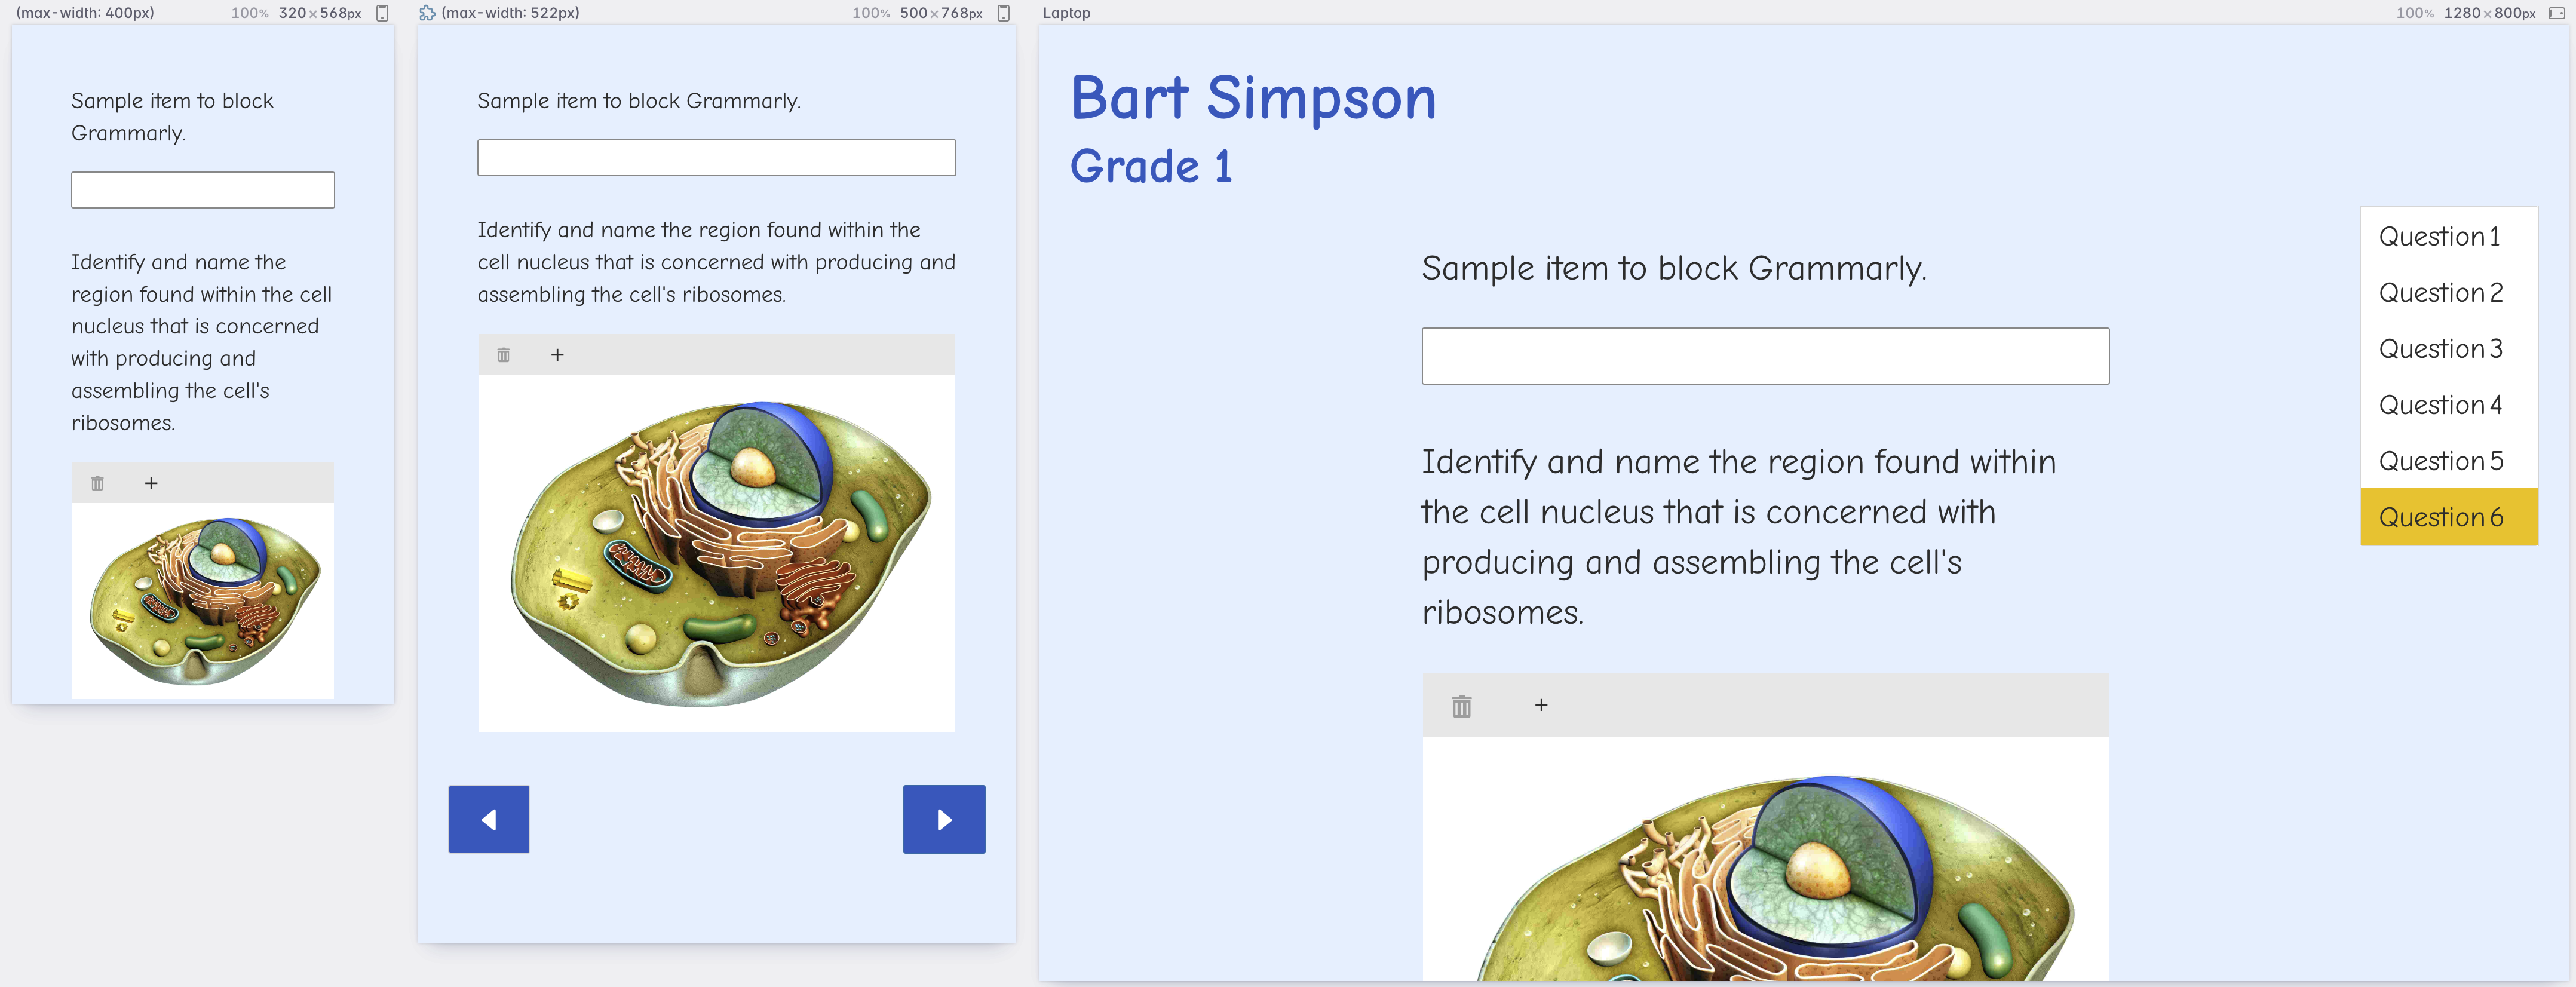 (max-width: 400px) 100% 320×568px
Sample item to block
Grammarly.
Identify and name the
region found within the cell
nucleus that is concerned
with producing and
assembling the cell's
ribosomes.
+
(max-width: 522px) 100% 500×768px
Sample item to block Grammarly.
Identify and name the region found within the
cell nucleus that is concerned with producing and
assembling the cell's ribosomes.
+
Laptop 100% 1280×800px
Bart Simpson
Grade 1
Sample item to block Grammarly.
Identify and name the region found within
the cell nucleus that is concerned with
producing and assembling the cell's
ribosomes.
+
Question 1
Question 2
Question 3
Question 4
Question 5
Question 6